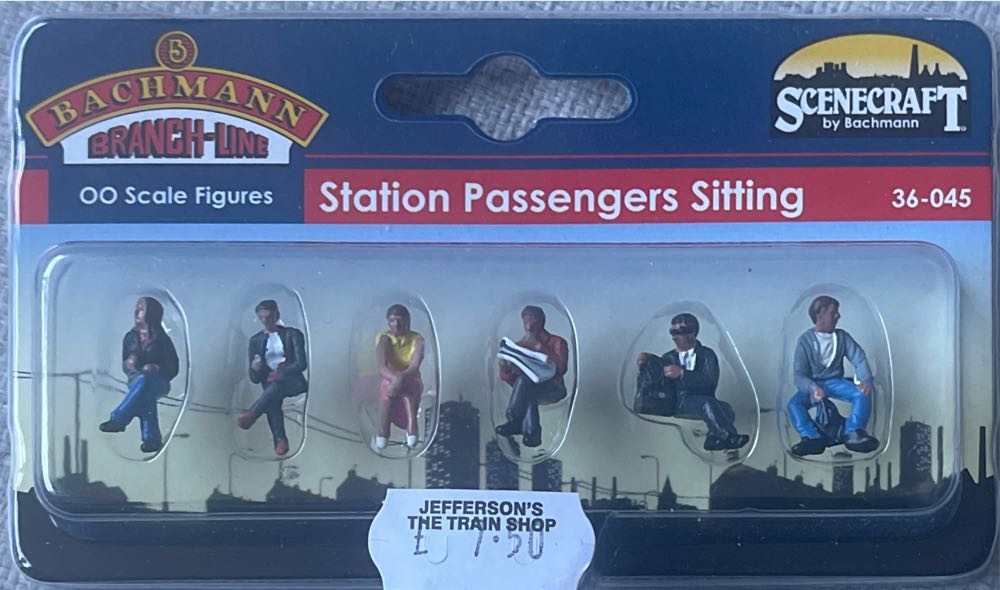 B
BACHMANN
BRANCH-LINE
SCENECRAFT
by Bachmann
OO Scale Figures
Station Passengers Sitting
36-045
JEFFERSON'S
THE TRAIN SHOP
£ 7.50